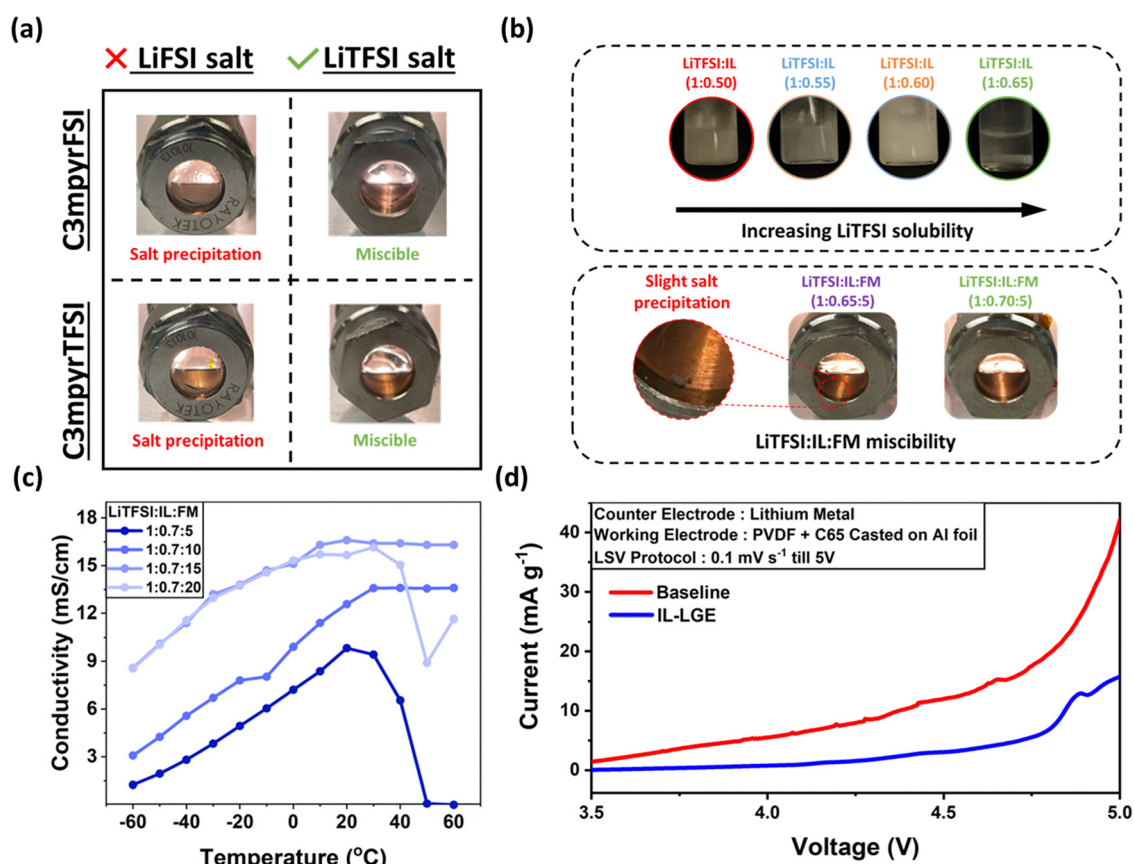 (a)
LiFSI salt
LiTFSI salt
C3mpyrFSI
J01013
RAYOTEK
Salt precipitation
Miscible
C3mpyrTFSI
J01013
RAYOTEK
Salt precipitation
Miscible
(b)
LiTFSI:IL
(1:0.50)
LiTFSI:IL
(1:0.55)
LiTFSI:IL
(1:0.60)
LiTFSI:IL
(1:0.65)
Increasing LiTFSI solubility
Slight salt
precipitation
LiTFSI:IL:FM
(1:0.65:5)
LiTFSI:IL:FM
(1:0.70:5)
LiTFSI:IL:FM miscibility
(c)
LiTFSI:IL:FM
1:0.7:5
1:0.7:10
1:0.7:15
1:0.7:20
Conductivity (mS/cm)
18
15
12
9
6
3
-60
-40
-20
0
20
40
60
Temperature (°C)
(d)
Counter Electrode : Lithium Metal
Working Electrode : PVDF + C65 Casted on Al foil
LSV Protocol : 0.1 mV s⁻¹ till 5V
Baseline
IL-LGE
Current (mA g⁻¹)
40
30
20
10
0
3.5
4.0
4.5
5.0
Voltage (V)